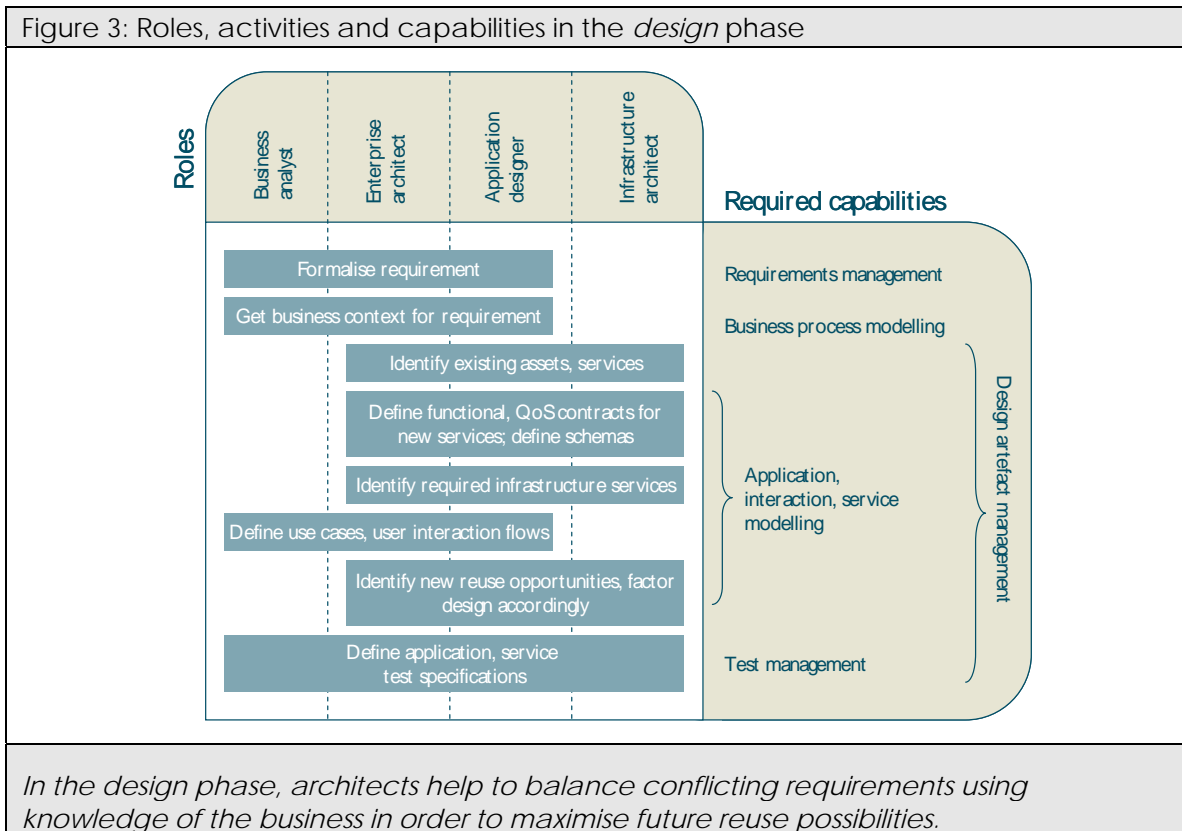 Figure 3: Roles, activities and capabilities in the design phase
Roles
Business
analyst
Enterprise
architect
Application
designer
Infrastructure
architect
Required capabilities
Formalise requirement
Requirements management
Get business context for requirement
Business process modelling
Identify existing assets, services
Define functional, QoS contracts for
new services; define schemas
Identify required infrastructure services
Application,
interaction, service
modelling
Design artefact management
Define use cases, user interaction flows
Identify new reuse opportunities, factor
design accordingly
Define application, service
test specifications
Test management
In the design phase, architects help to balance conflicting requirements using
knowledge of the business in order to maximise future reuse possibilities.